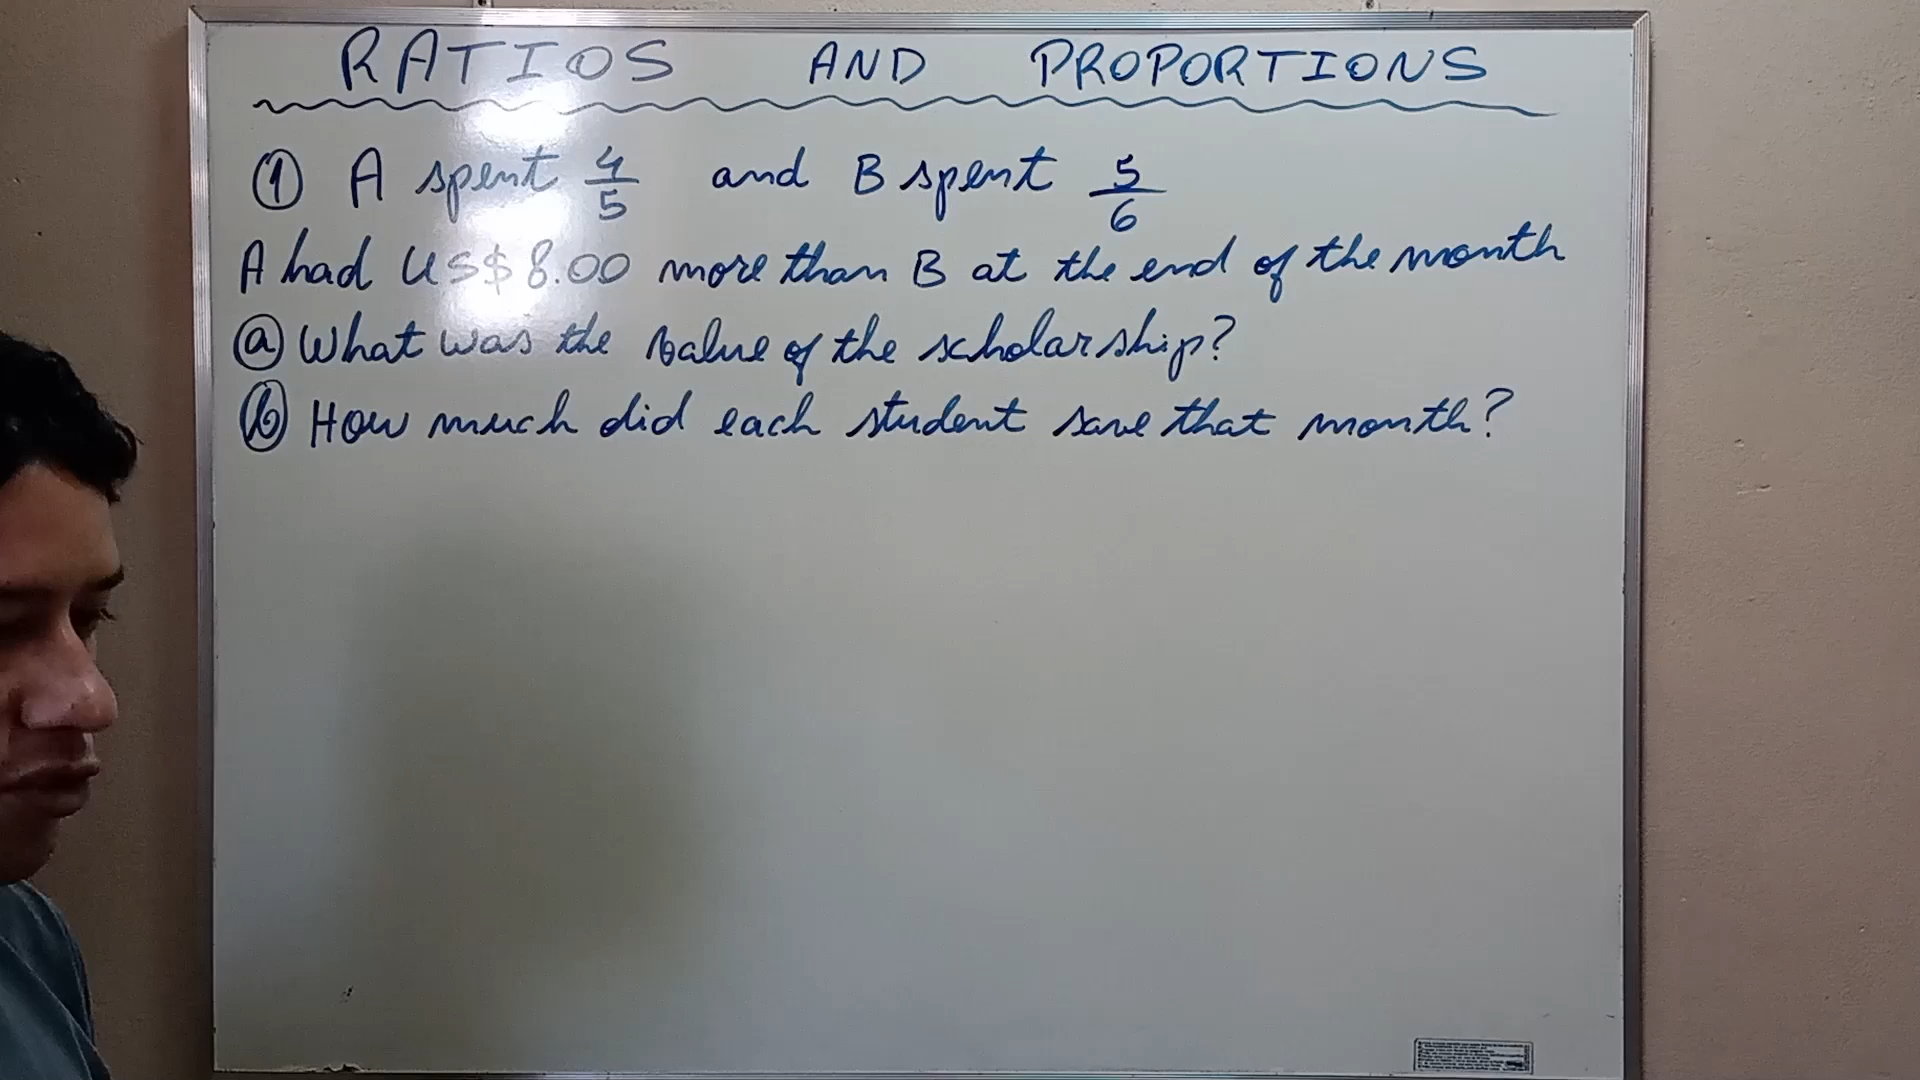 RATIOS AND PROPORTIONS
① A spent 4/5 and B spent 5/6
A had US$ 8.00 more than B at the end of the month
ⓐ What was the value of the scholarship?
ⓑ How much did each student save that month?